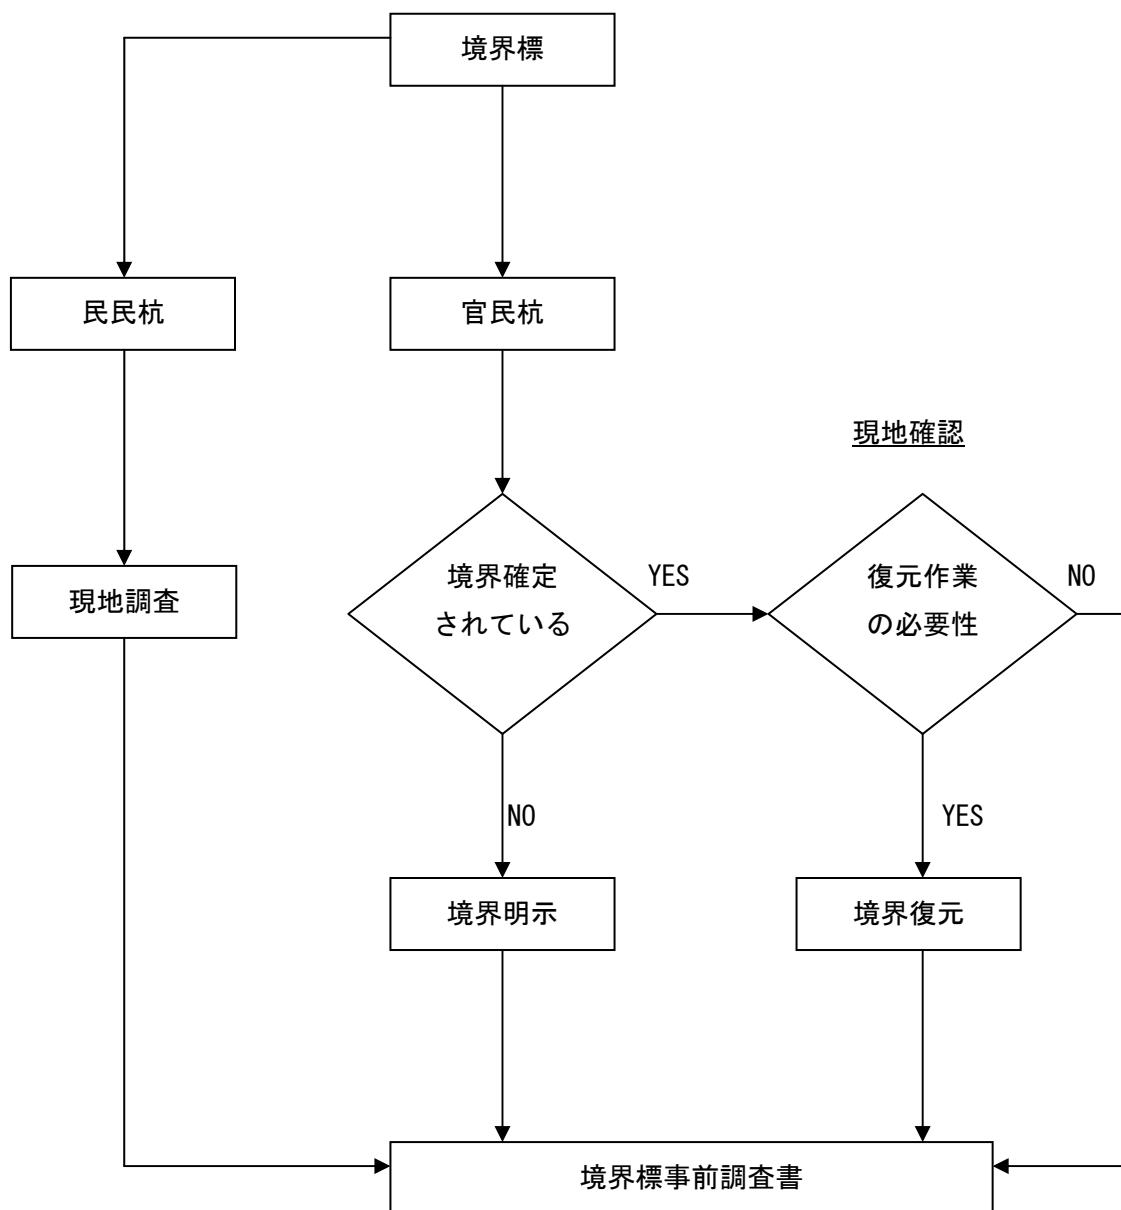 境界標
民民杭
官民杭
現地確認
現地調査
境界確定
されている
YES
復元作業
の必要性
NO
NO
YES
境界明示
境界復元
境界標事前調査書